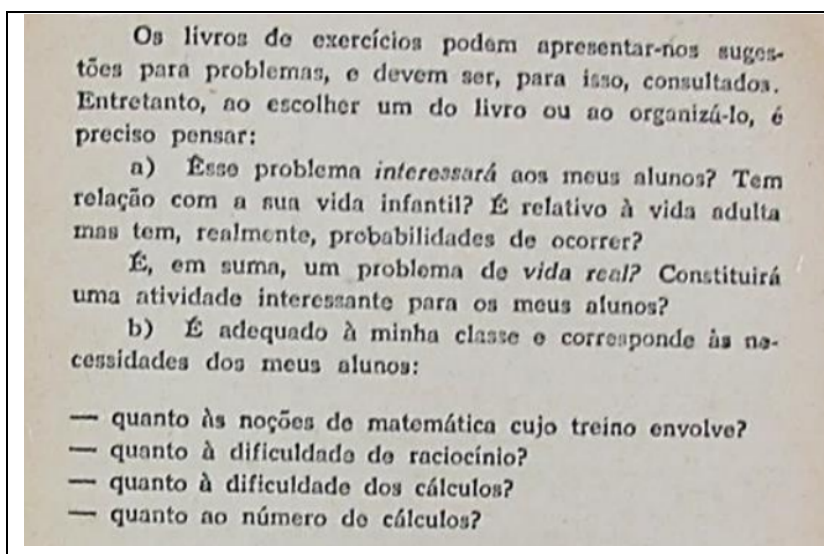 Os livros de exercícios podem apresentar-nos suges-
tões para problemas, e devem ser, para isso, consultados.
Entretanto, ao escolher um do livro ou ao organizá-lo, é
preciso pensar:
a) Êsse problema interessará aos meus alunos? Tem
relação com a sua vida infantil? É relativo à vida adulta
mas tem, realmente, probabilidades de ocorrer?
É, em suma, um problema de vida real? Constituirá
uma atividade interessante para os meus alunos?
b) É adequado à minha classe e corresponde às ne-
cessidades dos meus alunos:
— quanto às noções de matemática cujo treino envolve?
— quanto à dificuldade de raciocínio?
— quanto à dificuldade dos cálculos?
— quanto ao número de cálculos?